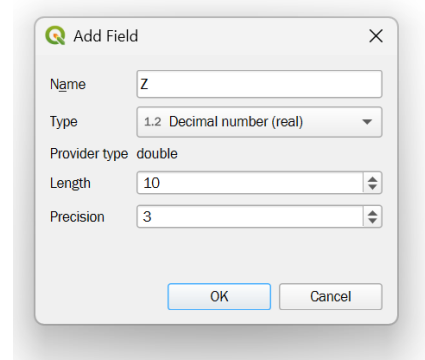 Add Field
Name Z
Type 1.2 Decimal number (real)
Provider type double
Length 10
Precision 3
OK Cancel